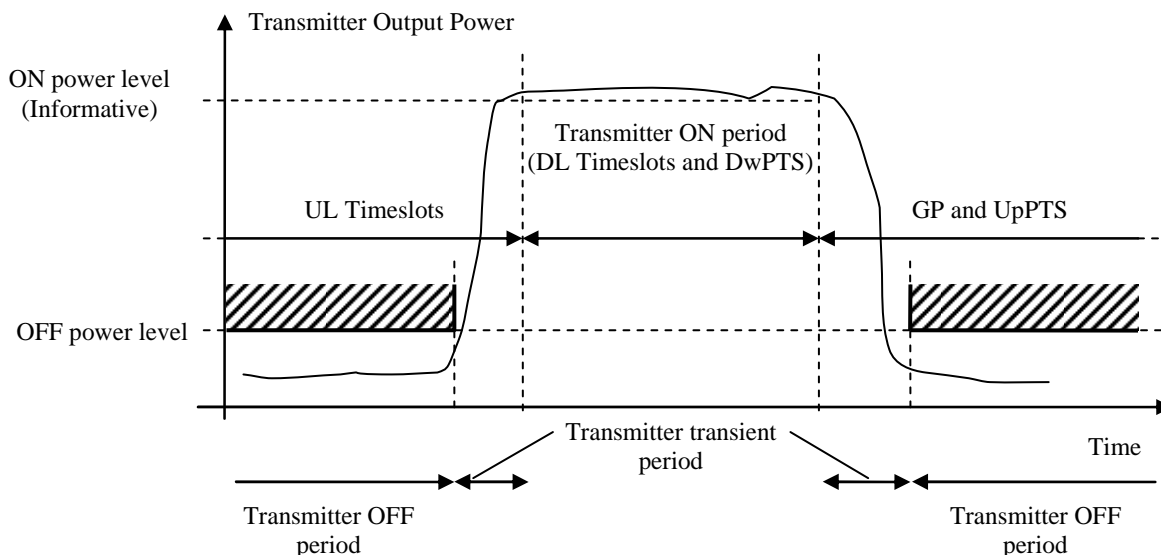 Transmitter Output Power
ON power level
(Informative)
Transmitter ON period
(DL Timeslots and DwPTS)
UL Timeslots
GP and UpPTS
OFF power level
Transmitter transient
period
Time
Transmitter OFF
period
Transmitter OFF
period